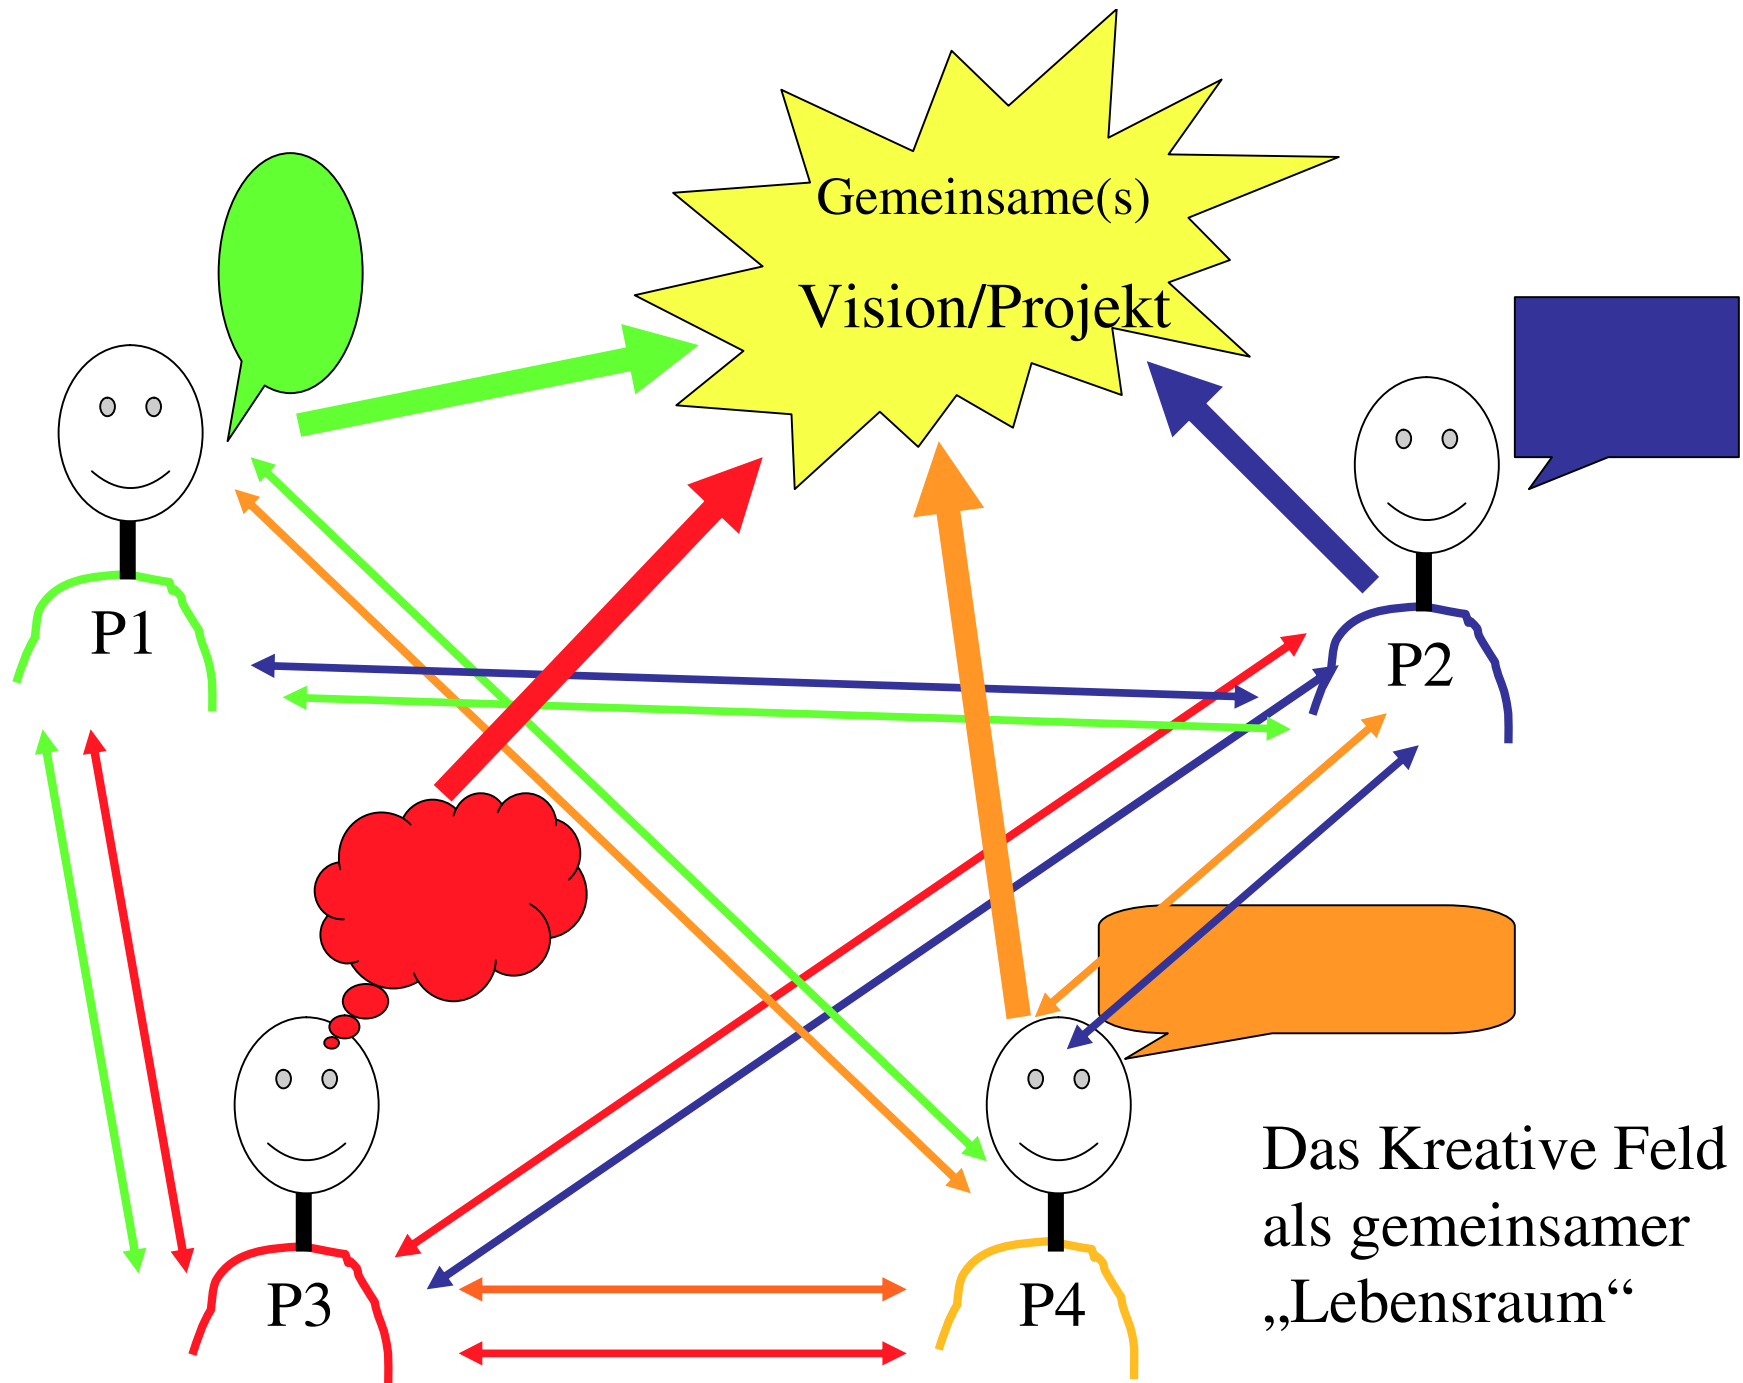 Gemeinsame(s)
Vision/Projekt
P1
P2
P3
P4
Das Kreative Feld
als gemeinsamer
„Lebensraum“